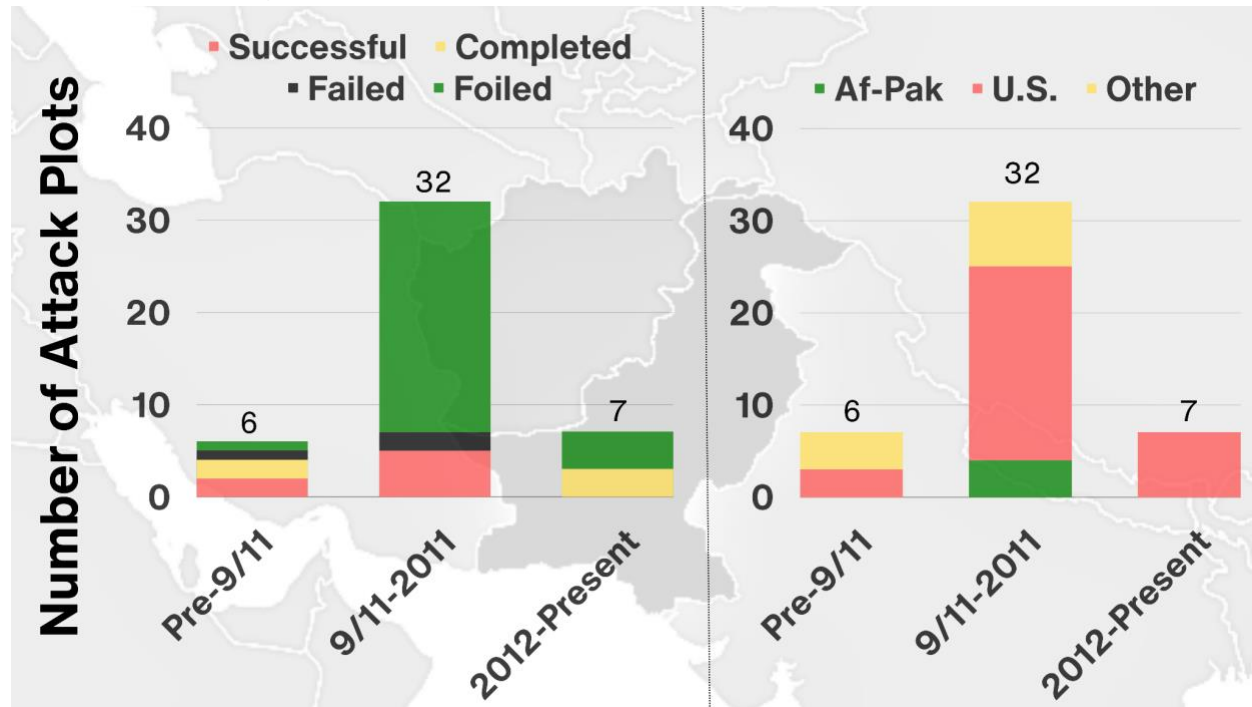 Number of Attack Plots
Successful Completed
Failed Foiled
40
30
20
10
0
6
32
7
Pre-9/11
9/11-2011
2012-Present
Af-Pak U.S. Other
40
30
20
10
0
6
32
7
Pre-9/11
9/11-2011
2012-Present